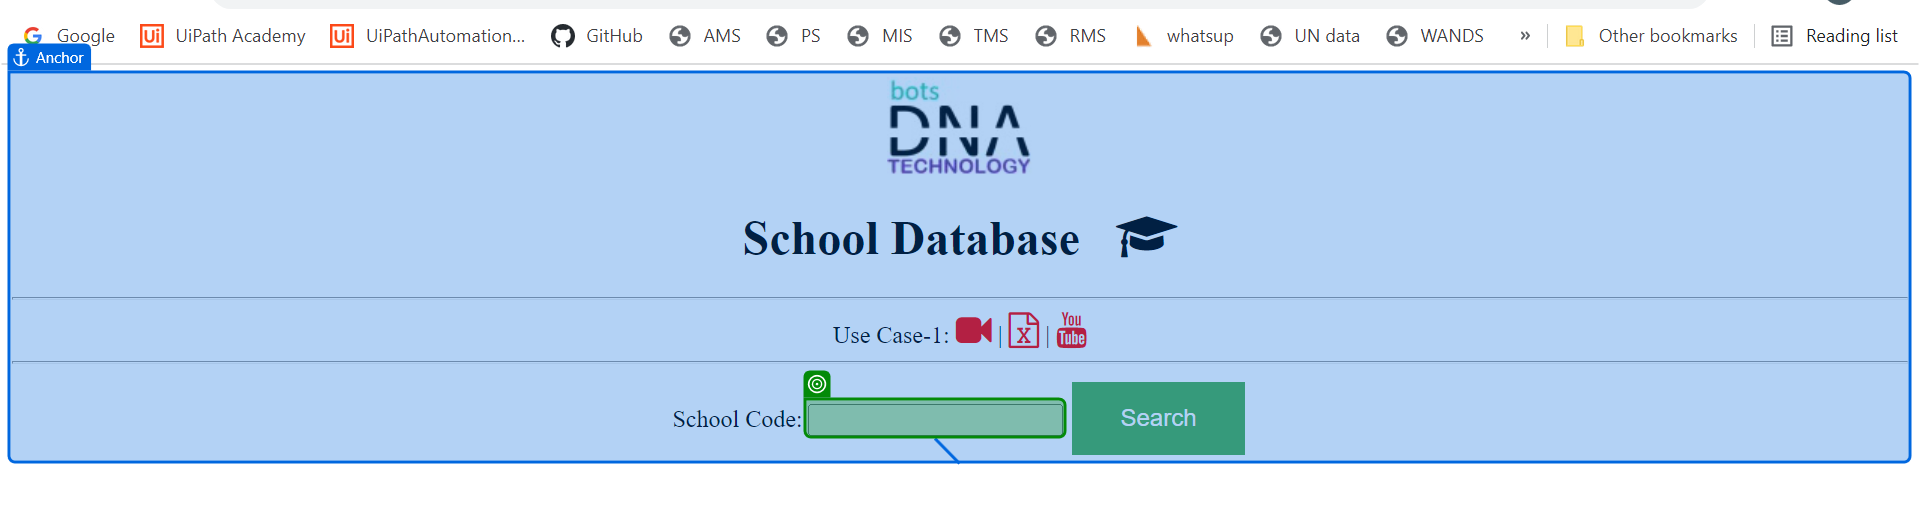 Google UiPath Academy UiPathAutomation... GitHub AMS PS MIS TMS RMS whatsup UN data WANDS » Other bookmarks Reading list
Anchor
bots
DNA
TECHNOLOGY
School Database
Use Case-1: | X | You Tube
School Code: Search